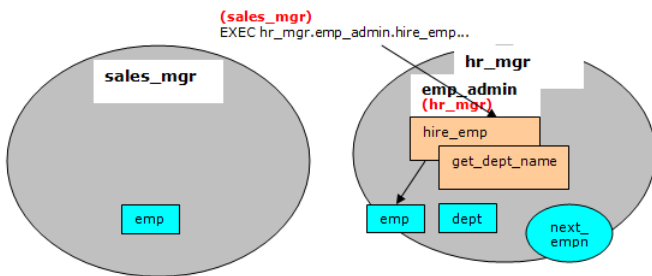 (sales_mgr)
EXEC hr_mgr.emp_admin.hire_emp...
sales_mgr
hr_mgr
emp_admin
(hr_mgr)
hire_emp
get_dept_name
emp
emp
dept
next_
empn